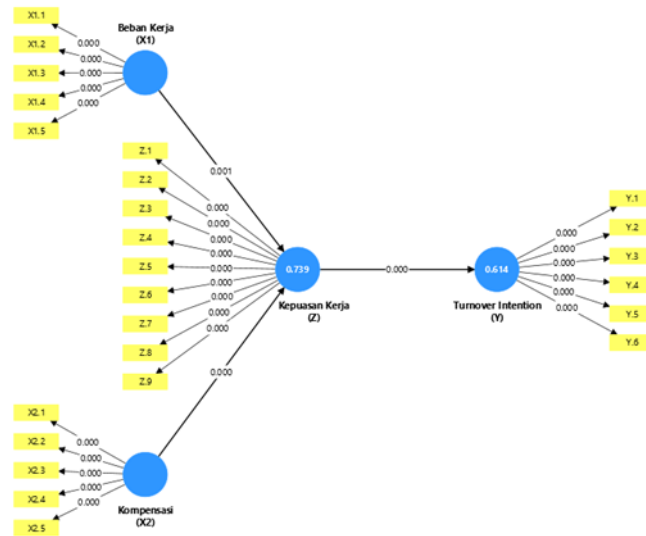 X1.1
X1.2
X1.3
X1.4
X1.5
0.000
0.000
0.000
0.000
0.000
Beban Kerja
(X1)
0.001
Z.1
Z.2
Z.3
Z.4
Z.5
Z.6
Z.7
Z.8
Z.9
0.000
0.000
0.000
0.000
0.000
0.000
0.000
0.000
0.000
0.739
Kepuasan Kerja
(Z)
0.000
0.614
Turnover Intention
(Y)
0.000
0.000
0.000
0.000
0.000
0.000
Y.1
Y.2
Y.3
Y.4
Y.5
Y.6
0.000
X2.1
X2.2
X2.3
X2.4
X2.5
0.000
0.000
0.000
0.000
0.000
Kompensasi
(X2)